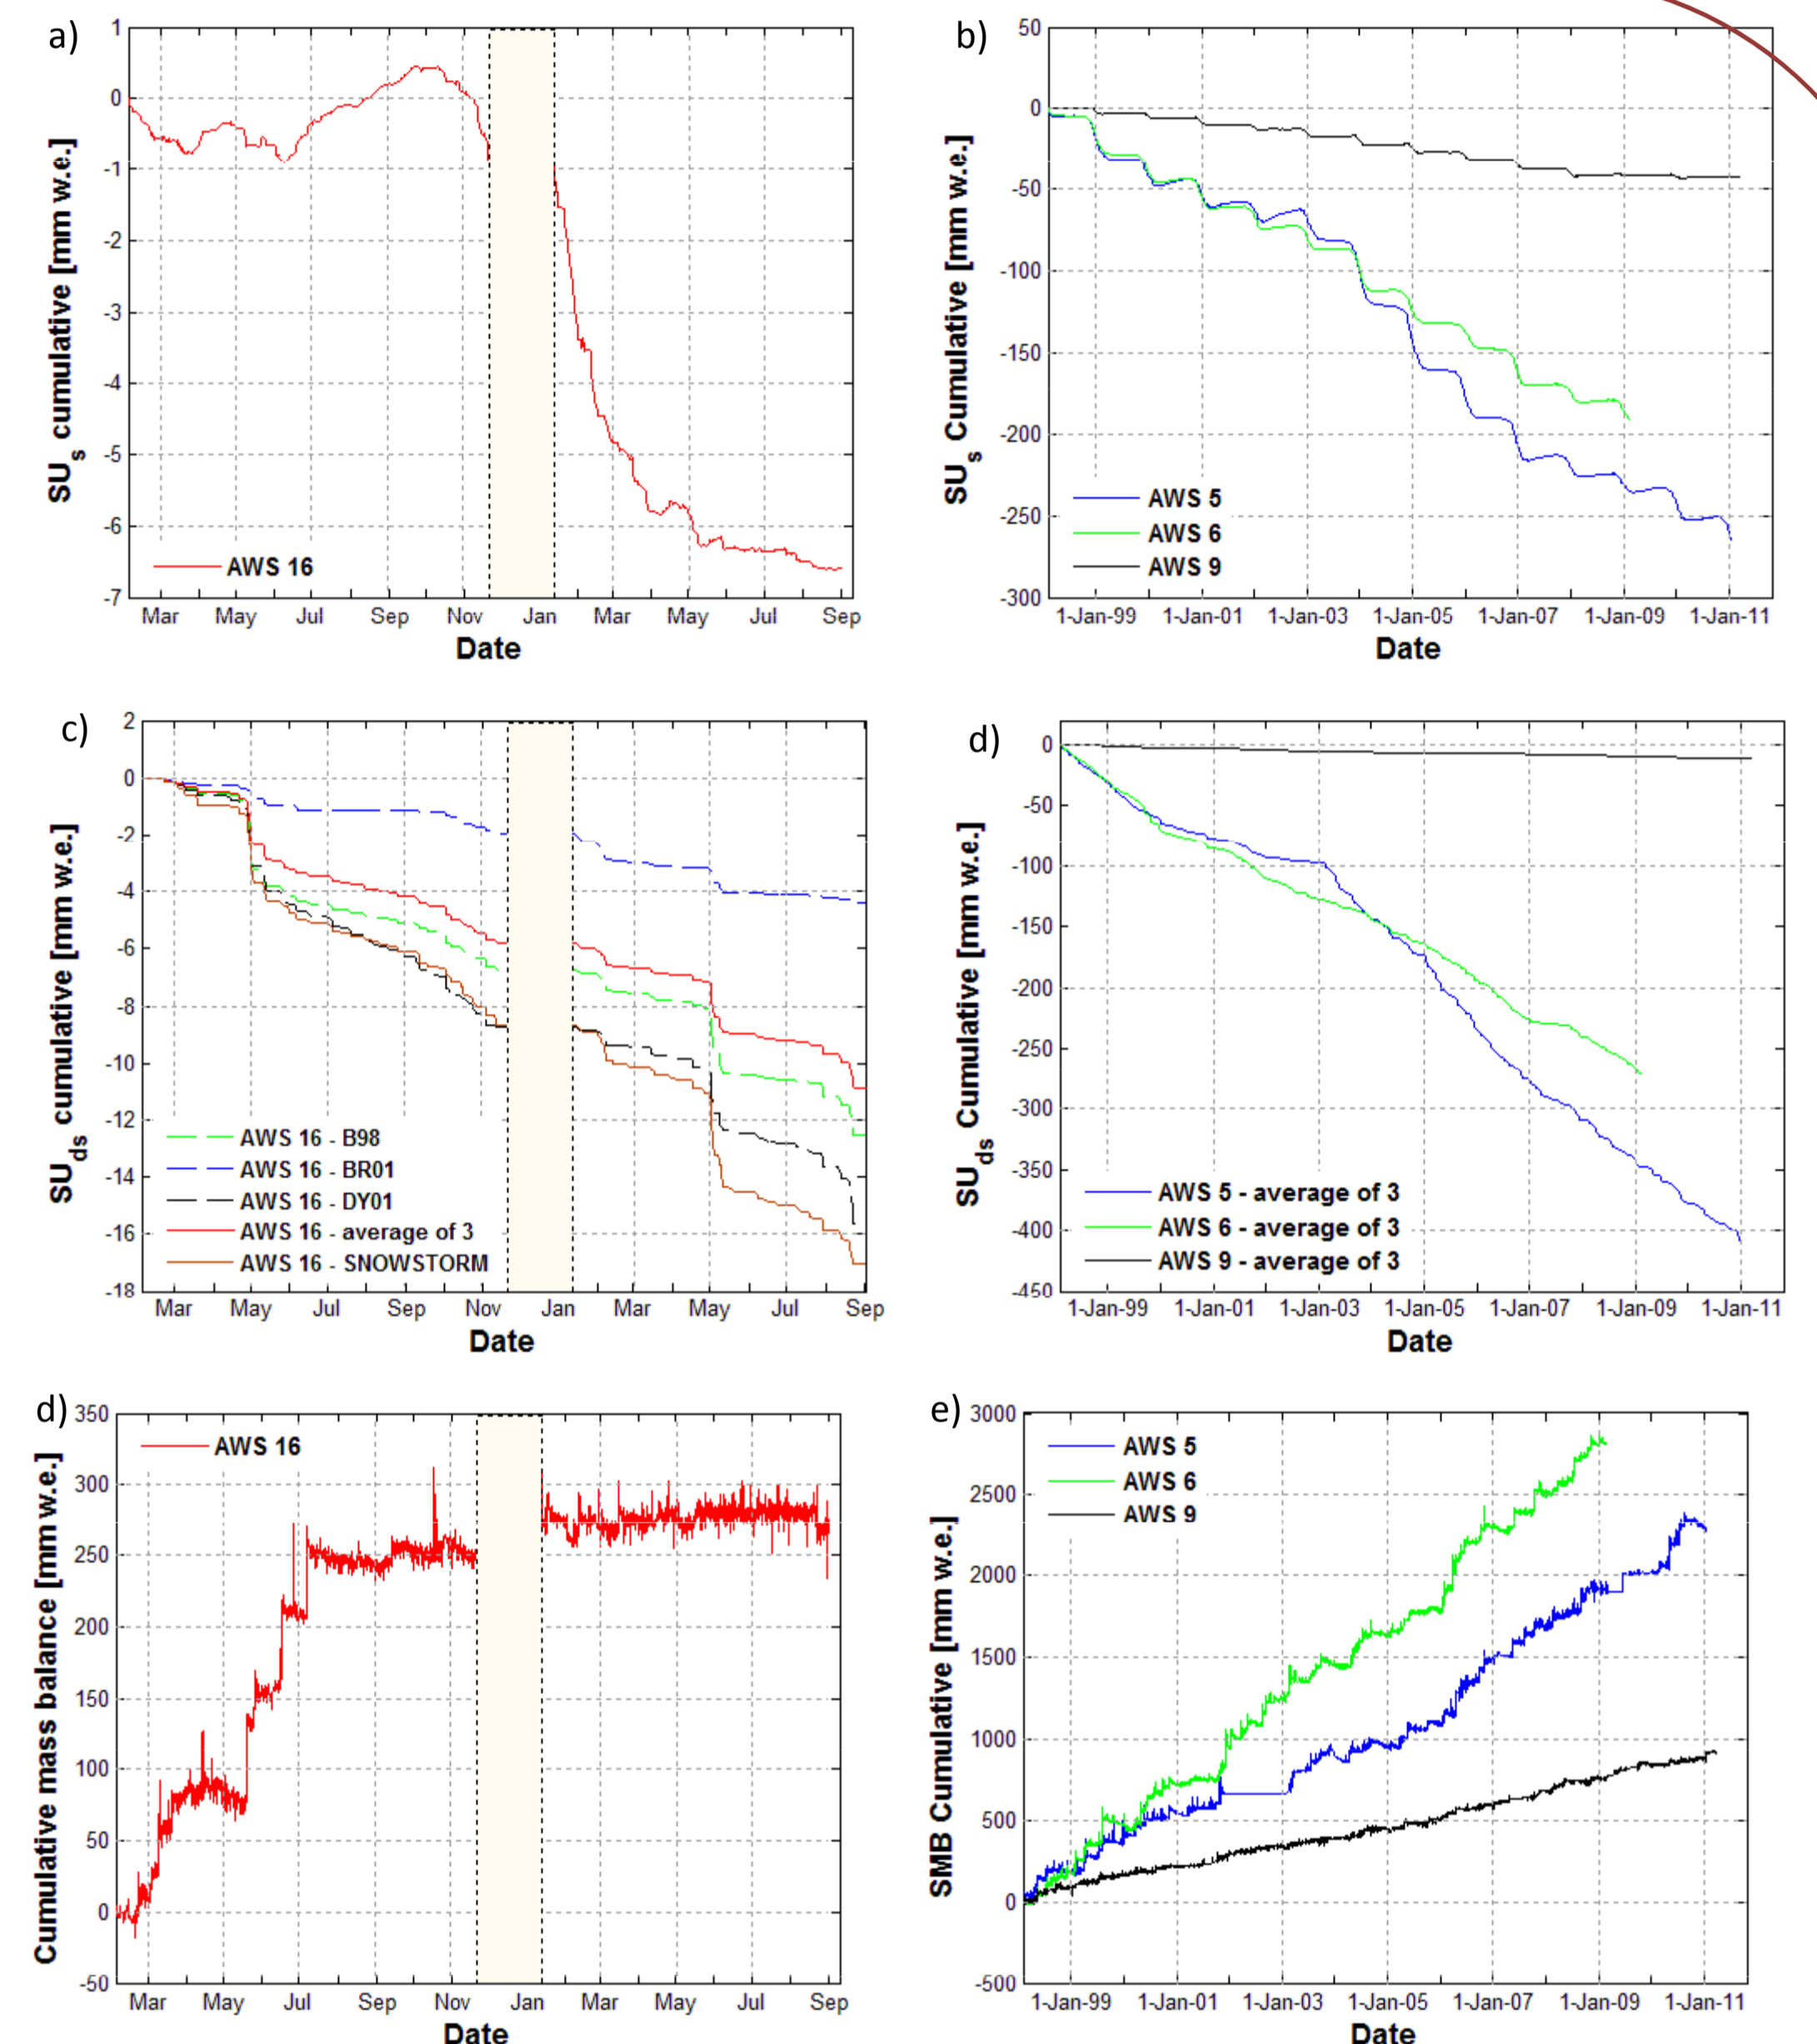 a)
1
0
-1
-2
-3
-4
-5
-6
-7
SUs cumulative [mm w.e.]
AWS 16
Mar May Jul Sep Nov Jan Mar May Jul Sep
Date
b)
50
0
-50
-100
-150
-200
-250
-300
SUs Cumulative [mm w.e.]
AWS 5
AWS 6
AWS 9
1-Jan-99 1-Jan-01 1-Jan-03 1-Jan-05 1-Jan-07 1-Jan-09 1-Jan-11
Date
c)
2
0
-2
-4
-6
-8
-10
-12
-14
-16
-18
SUds cumulative [mm w.e.]
AWS 16 - B98
AWS 16 - BR01
AWS 16 - DY01
AWS 16 - average of 3
AWS 16 - SNOWSTORM
Mar May Jul Sep Nov Jan Mar May Jul Sep
Date
d)
0
-50
-100
-150
-200
-250
-300
-350
-400
-450
SUds Cumulative [mm w.e.]
AWS 5 - average of 3
AWS 6 - average of 3
AWS 9 - average of 3
1-Jan-99 1-Jan-01 1-Jan-03 1-Jan-05 1-Jan-07 1-Jan-09 1-Jan-11
Date
d)
350
300
250
200
150
100
50
0
-50
Cumulative mass balance [mm w.e.]
AWS 16
Mar May Jul Sep Nov Jan Mar May Jul Sep
Date
e)
3000
2500
2000
1500
1000
500
0
-500
SMB Cumulative [mm w.e.]
AWS 5
AWS 6
AWS 9
1-Jan-99 1-Jan-01 1-Jan-03 1-Jan-05 1-Jan-07 1-Jan-09 1-Jan-11
Date